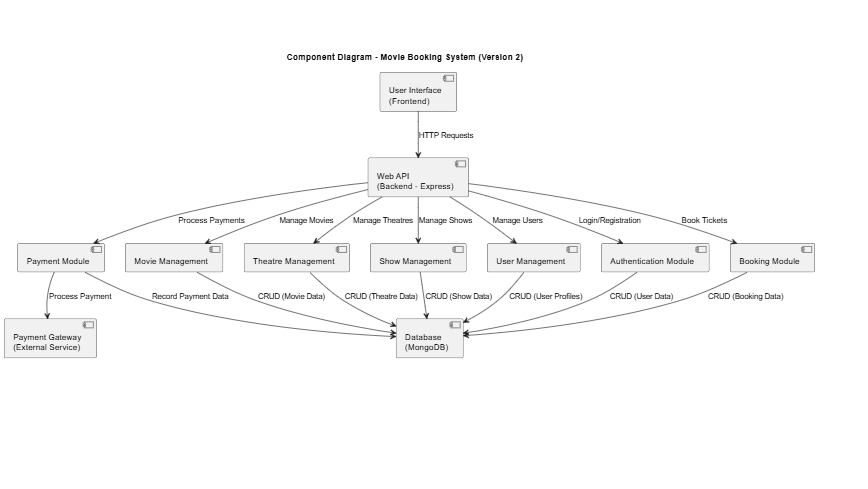 Component Diagram - Movie Booking System (Version 2)
User Interface
(Frontend)
HTTP Requests
Web API
(Backend - Express)
Process Payments
Manage Movies
Manage Theatres
Manage Shows
Manage Users
Login/Registration
Book Tickets
Payment Module
Movie Management
Theatre Management
Show Management
User Management
Authentication Module
Booking Module
Process Payment
Record Payment Data
CRUD (Movie Data)
CRUD (Theatre Data)
CRUD (Show Data)
CRUD (User Profiles)
CRUD (User Data)
CRUD (Booking Data)
Payment Gateway
(External Service)
Database
(MongoDB)